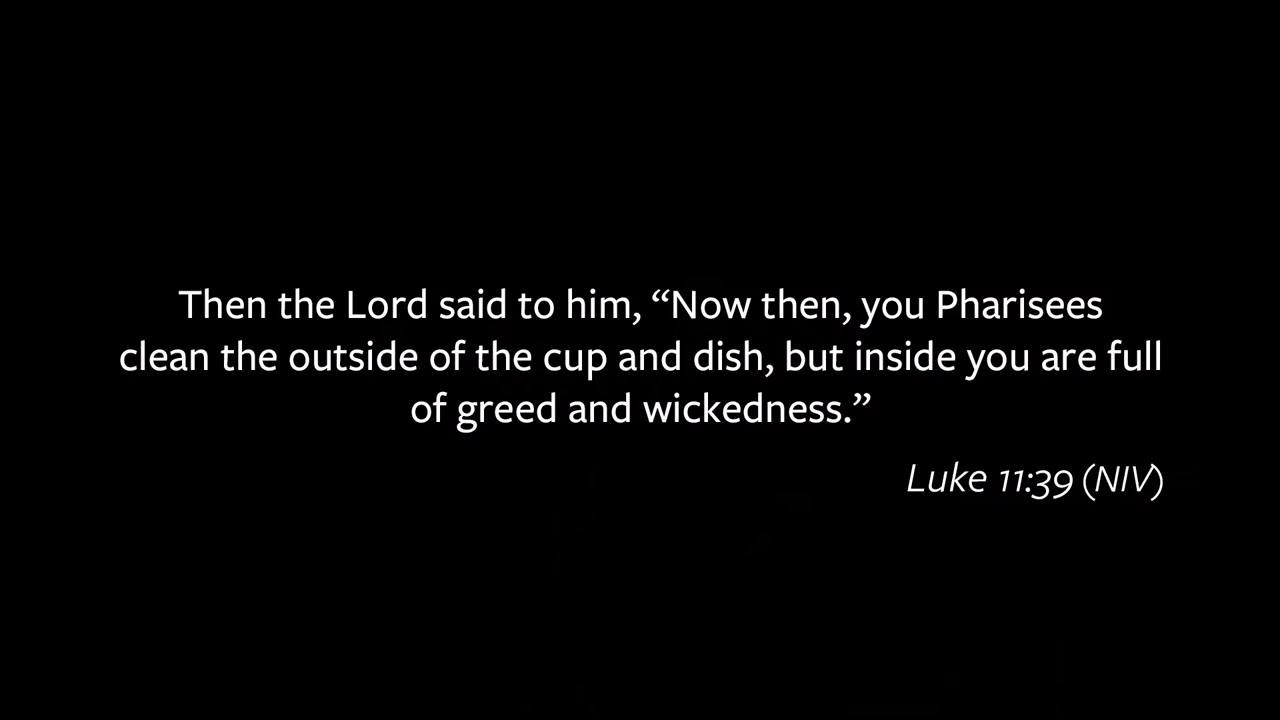 Then the Lord said to him, “Now then, you Pharisees
clean the outside of the cup and dish, but inside you are full
of greed and wickedness.”
Luke 11:39 (NIV)